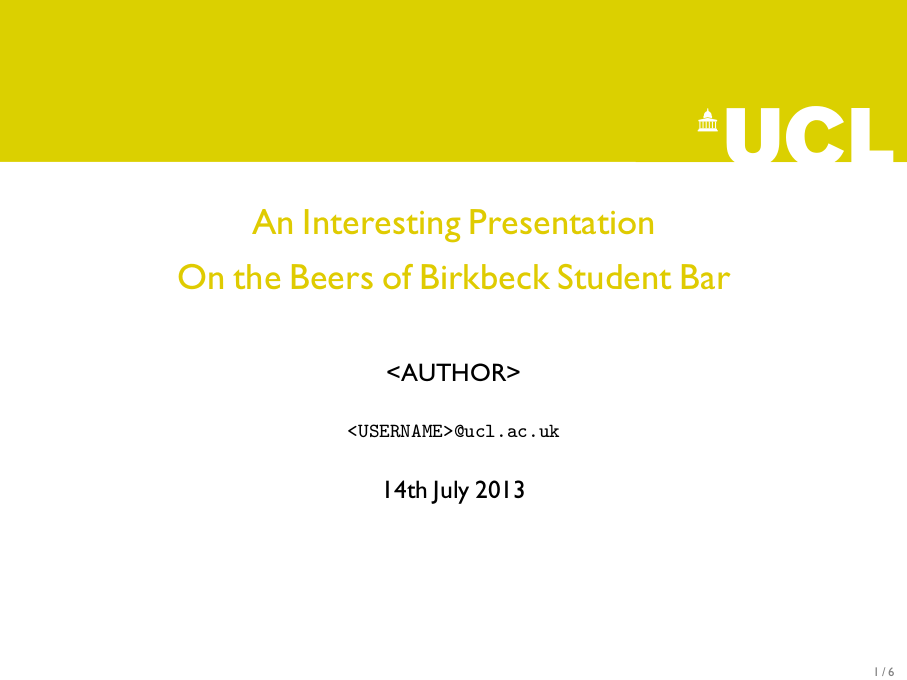 UCL
An Interesting Presentation
On the Beers of Birkbeck Student Bar
<AUTHOR>
<USERNAME>@ucl.ac.uk
14th July 2013
1 / 6